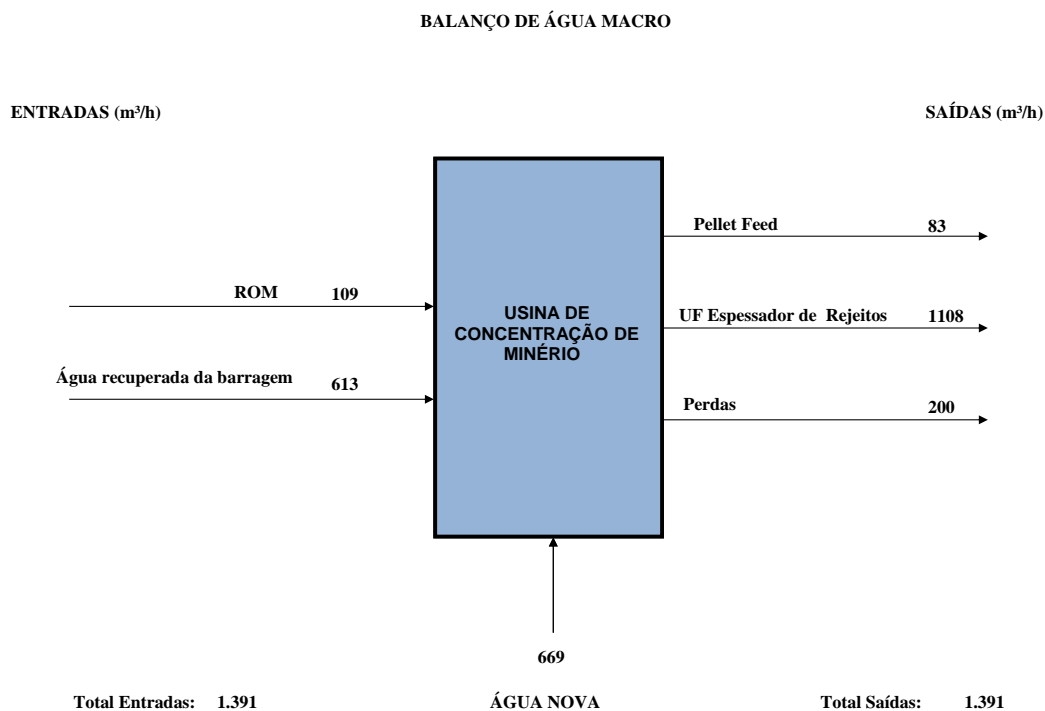 BALANÇO DE ÁGUA MACRO
ENTRADAS (m³/h)
SAÍDAS (m³/h)
Pellet Feed 83
ROM 109
USINA DE
CONCENTRAÇÃO DE
MINÉRIO
UF Espessador de Rejeitos 1108
Água recuperada da barragem 613
Perdas 200
669
Total Entradas: 1.391
ÁGUA NOVA
Total Saídas: 1.391